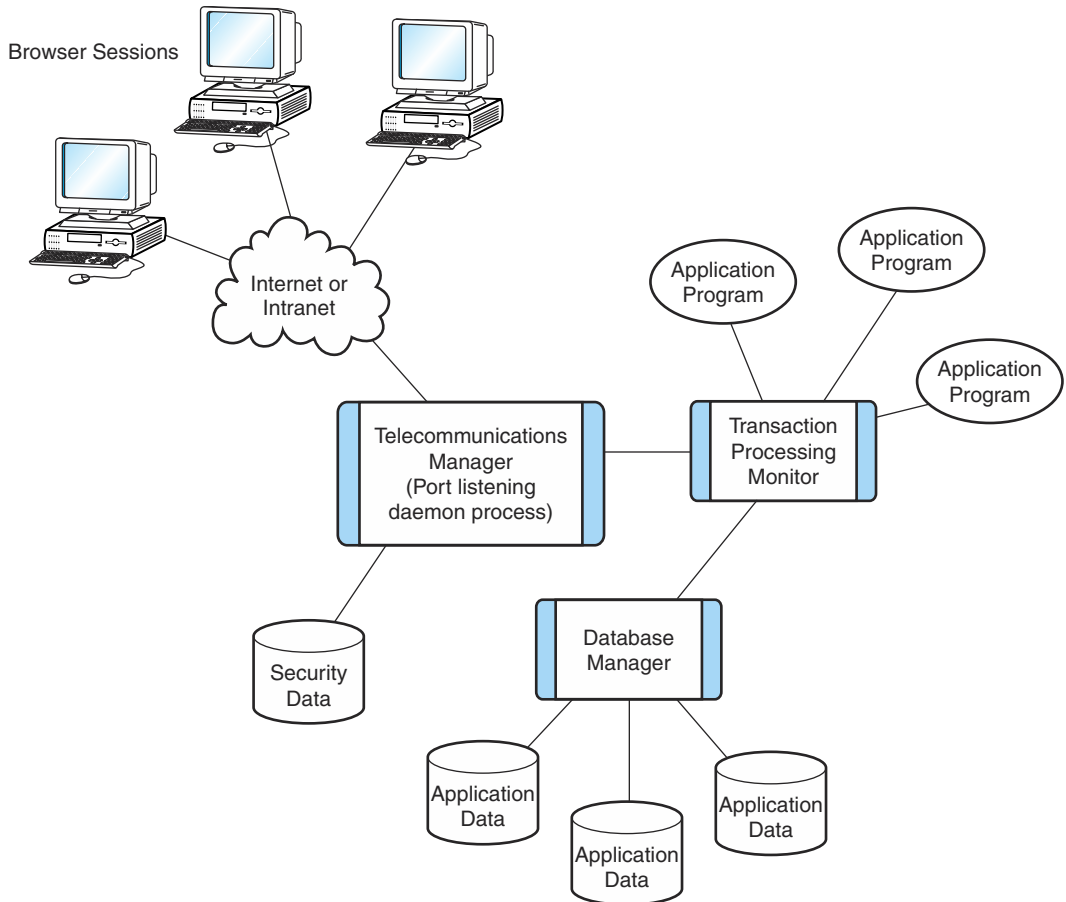 Browser Sessions
Internet or
Intranet
Application
Program
Application
Program
Application
Program
Telecommunications
Manager
(Port listening
daemon process)
Transaction
Processing
Monitor
Security
Data
Database
Manager
Application
Data
Application
Data
Application
Data